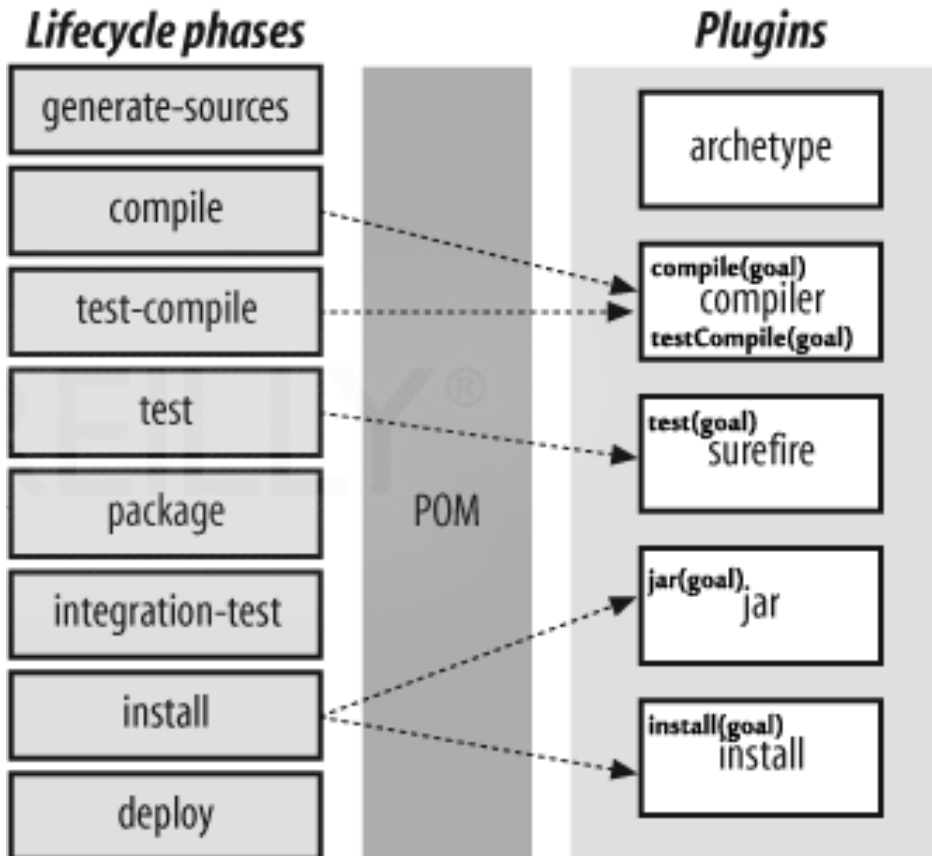 Lifecycle phases
generate-sources
compile
test-compile
test
package
integration-test
install
deploy
POM
Plugins
archetype
compile(goal)
compiler
testCompile(goal)
test(goal)
surefire
jar(goal)
jar
install(goal)
install
REILLY®